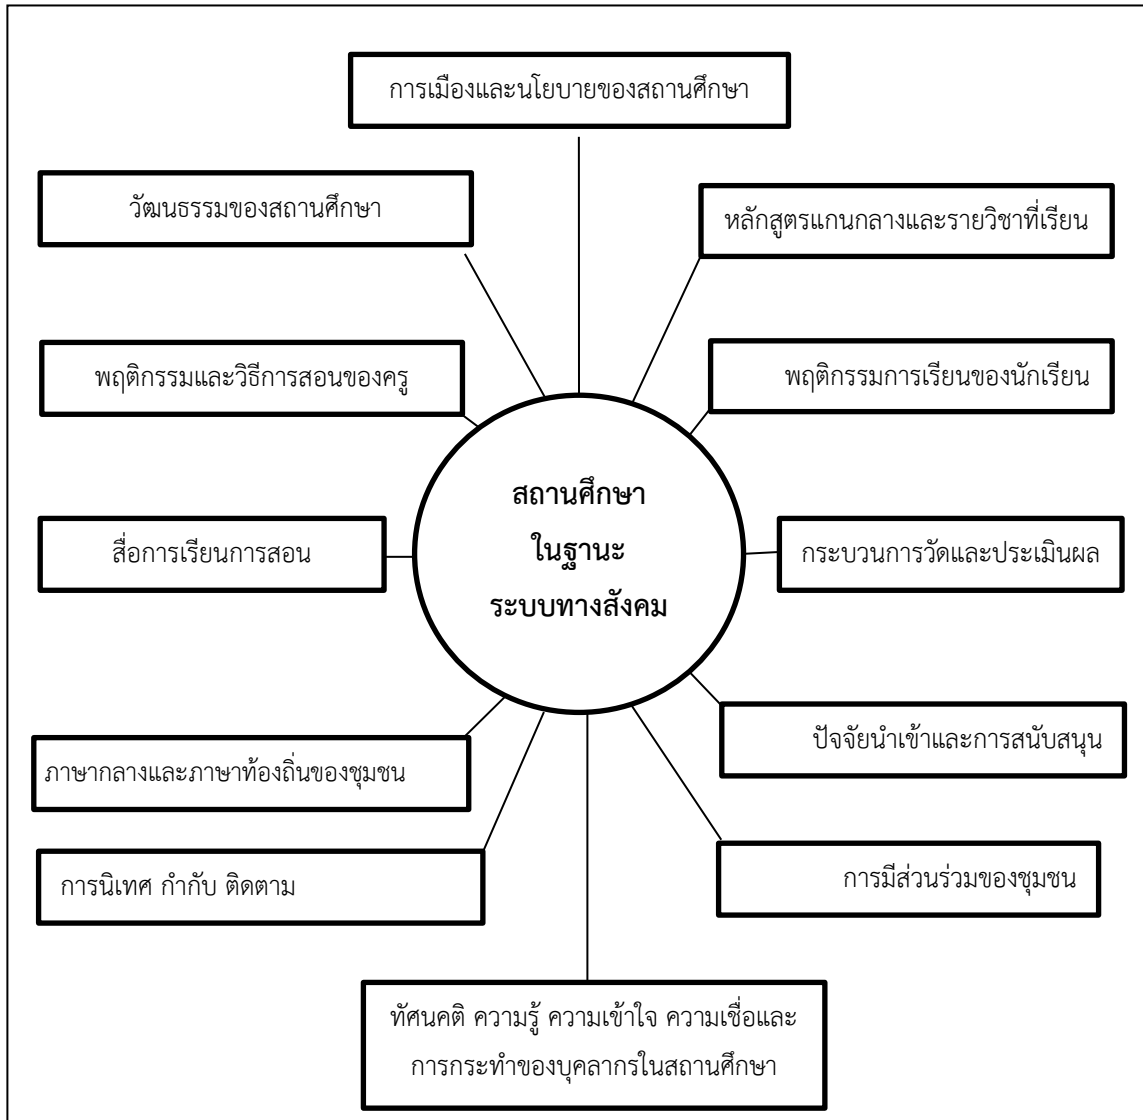 การเมืองและนโยบายของสถานศึกษา
วัฒนธรรมของสถานศึกษา
หลักสูตรแกนกลางและรายวิชาที่เรียน
พฤติกรรมและวิธีการสอนของครู
พฤติกรรมการเรียนของนักเรียน
สถานศึกษา
ในฐานะ
ระบบทางสังคม
สื่อการเรียนการสอน
กระบวนการวัดและประเมินผล
ภาษากลางและภาษาท้องถิ่นของชุมชน
ปัจจัยนำเข้าและการสนับสนุน
การนิเทศ กำกับ ติดตาม
การมีส่วนร่วมของชุมชน
ทัศนคติ ความรู้ ความเข้าใจ ความเชื่อและ
การกระทำของบุคลากรในสถานศึกษา